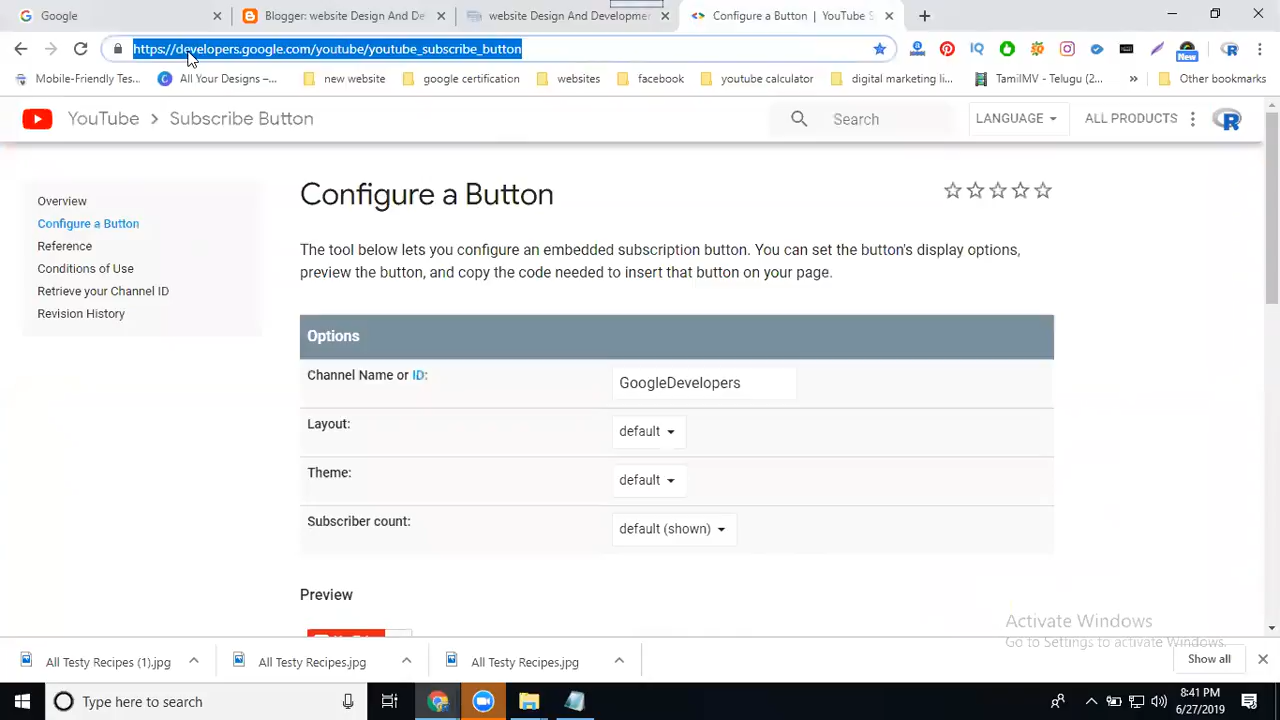 Google
Blogger: website Design And De
website Design And Developmen
Configure a Button | YouTube S
https://developers.google.com/youtube/youtube_subscribe_button
New
Mobile-Friendly Tes...
All Your Designs –...
new website
google certification
websites
facebook
youtube calculator
digital marketing li...
TamilMV - Telugu (2...
»
Other bookmarks
YouTube > Subscribe Button
Search
LANGUAGE
ALL PRODUCTS
Overview
Configure a Button
Reference
Conditions of Use
Retrieve your Channel ID
Revision History
Configure a Button
The tool below lets you configure an embedded subscription button. You can set the button's display options,
preview the button, and copy the code needed to insert that button on your page.
Options
Channel Name or ID:
GoogleDevelopers
Layout:
default
Theme:
default
Subscriber count:
default (shown)
Preview
Activate Windows
Go to Settings to activate Windows.
All Testy Recipes (1).jpg
All Testy Recipes.jpg
All Testy Recipes.jpg
Show all
Type here to search
8:41 PM
6/27/2019